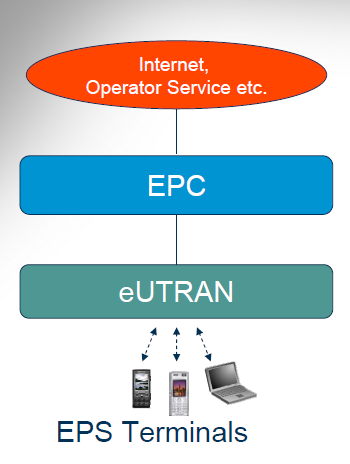 Internet,
Operator Service etc.
EPC
eUTRAN
EPS Terminals